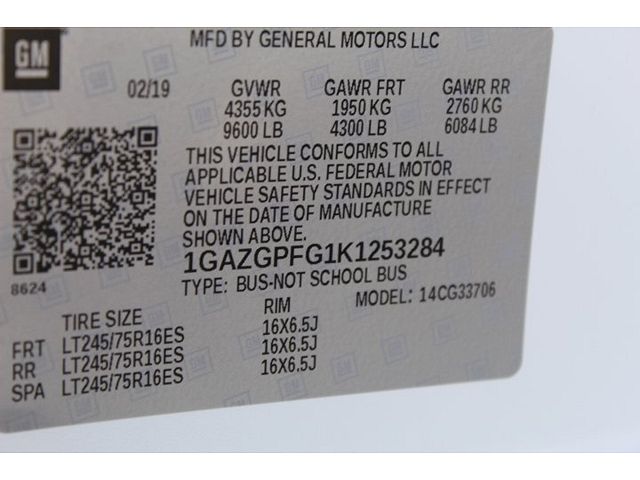 GM
MFD BY GENERAL MOTORS LLC
02/19 GVWR GAWR FRT GAWR RR
4355 KG 1950 KG 2760 KG
9600 LB 4300 LB 6084 LB
THIS VEHICLE CONFORMS TO ALL
APPLICABLE U.S. FEDERAL MOTOR
VEHICLE SAFETY STANDARDS IN EFFECT
ON THE DATE OF MANUFACTURE
SHOWN ABOVE.
1GAZGPFG1K1253284
8624
TYPE: BUS-NOT SCHOOL BUS
MODEL: 14CG33706
TIRE SIZE RIM
FRT LT245/75R16ES 16X6.5J
RR LT245/75R16ES 16X6.5J
SPA LT245/75R16ES 16X6.5J